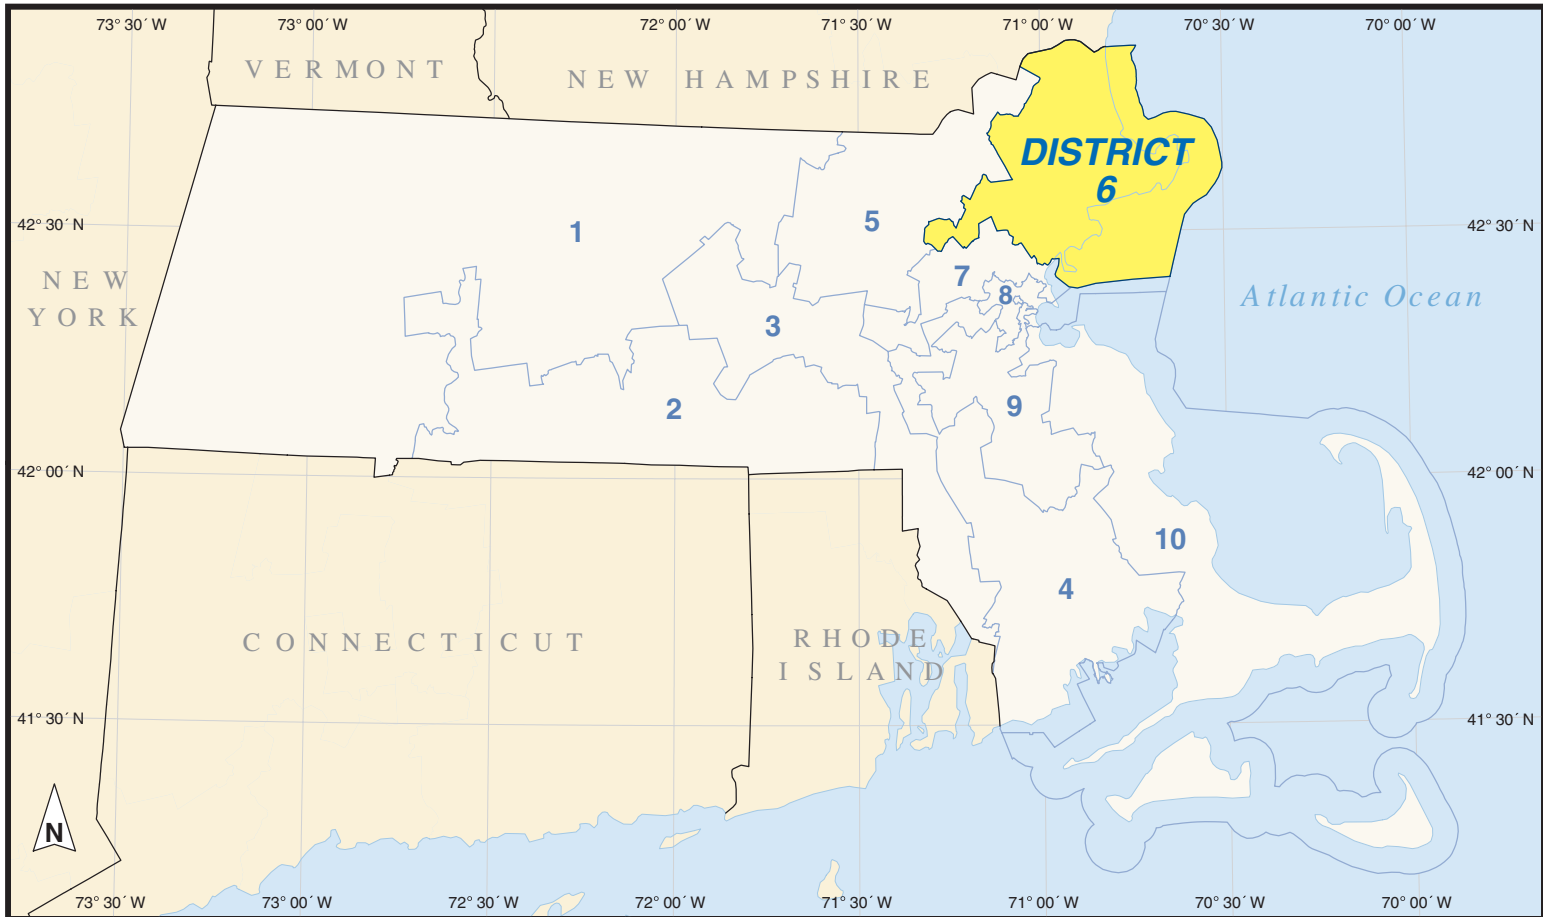 73° 30´ W 73° 00´ W 72° 00´ W 71° 30´ W 71° 00´ W 70° 30´ W 70° 00´ W
VERMONT
NEW HAMPSHIRE
DISTRICT
6
42° 30´ N 42° 30´ N
1
5
NEW
YORK
7
8
Atlantic Ocean
3
2
9
42° 00´ N 42° 00´ N
10
4
CONNECTICUT
RHODE
ISLAND
41° 30´ N 41° 30´ N
N
73° 30´ W 73° 00´ W 72° 30´ W 72° 00´ W 71° 30´ W 71° 00´ W 70° 30´ W 70° 00´ W